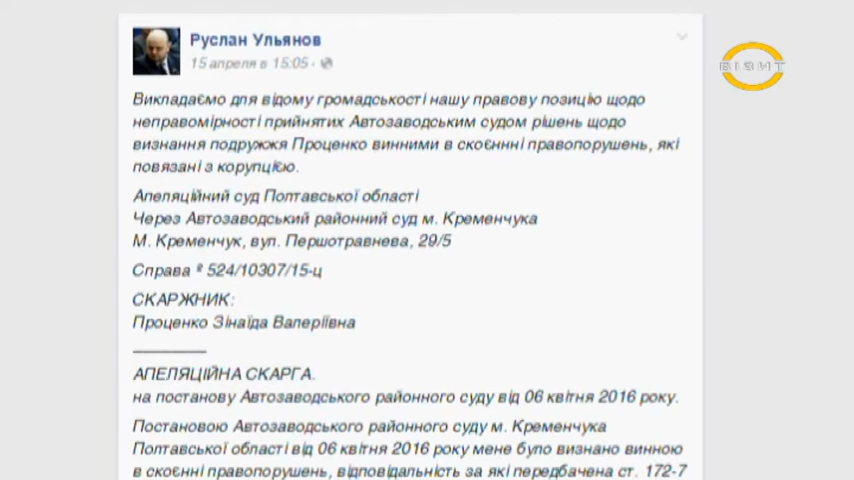 Руслан Ульянов
15 апреля в 15:05 ·
ВІЗИТ
Викладаємо для відому громадськості нашу правову позицію щодо
неправомірності прийнятих Автозаводським судом рішень щодо
визнання подружжя Проценко винними в скоєннні правопорушень, які
повязані з корупцією.
Апеляційний суд Полтавської області
Через Автозаводський районний суд м. Кременчука
М. Кременчук, вул. Першотравнева, 29/5
Справа º 524/10307/15-ц
СКАРЖНИК:
Проценко Зінаїда Валеріївна
___________
АПЕЛЯЦІЙНА СКАРГА.
на постанову Автозаводського районного суду від 06 квітня 2016 року.
Постановою Автозаводського районного суду м. Кременчука
Полтавської області від 06 квітня 2016 року мене було визнано винною
в скоєнні правопорушень, відповідальність за які передбачена ст. 172-7